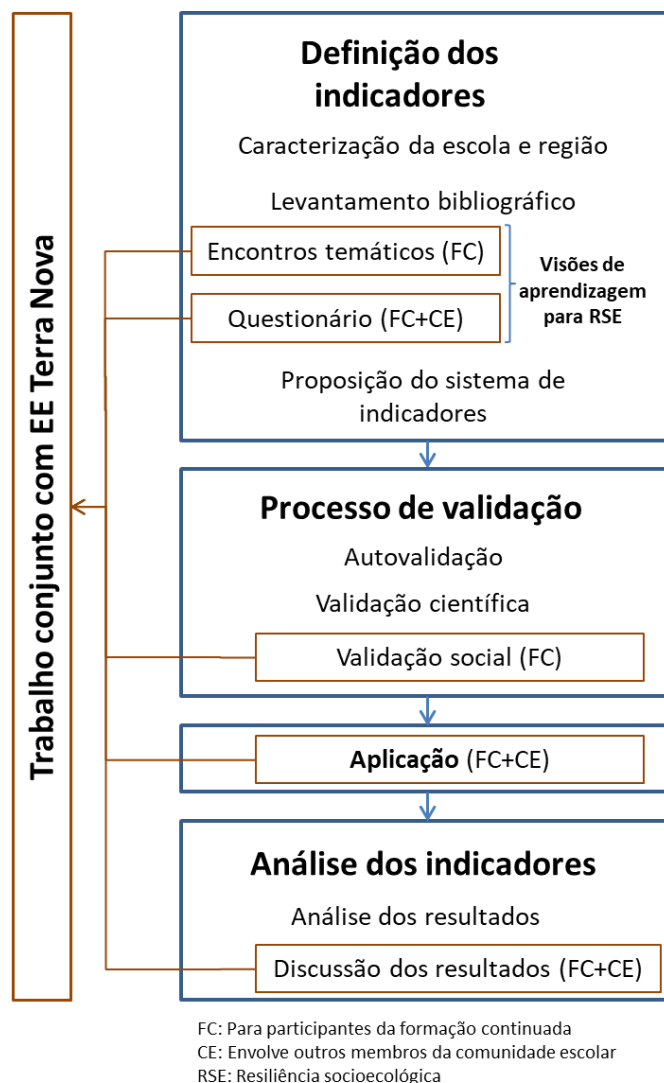 Trabalho conjunto com EE Terra Nova
Definição dos
indicadores
Caracterização da escola e região
Levantamento bibliográfico
Encontros temáticos (FC)
Questionário (FC+CE)
Visões de
aprendizagem
para RSE
Proposição do sistema de
indicadores
Processo de validação
Autovalidação
Validação científica
Validação social (FC)
Aplicação (FC+CE)
Análise dos indicadores
Análise dos resultados
Discussão dos resultados (FC+CE)
FC: Para participantes da formação continuada
CE: Envolve outros membros da comunidade escolar
RSE: Resiliência socioecológica